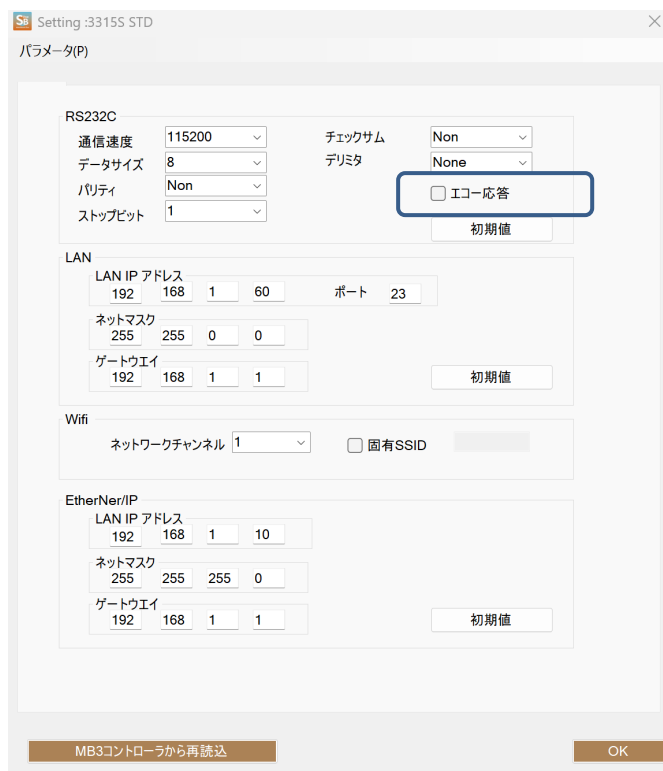 SB Setting :3315S STD
パラメータ(P)
RS232C
通信速度 115200 チェックサム Non
データサイズ 8 デリミタ None
パリティ Non エコー応答
ストップビット 1 初期値
LAN
LAN IP アドレス
192 168 1 60 ポート 23
ネットマスク
255 255 0 0
ゲートウエイ
192 168 1 1 初期値
Wifi
ネットワークチャンネル 1 固有SSID
EtherNer/IP
LAN IP アドレス
192 168 1 10
ネットマスク
255 255 255 0
ゲートウエイ
192 168 1 1 初期値
MB3コントローラから再読込 OK